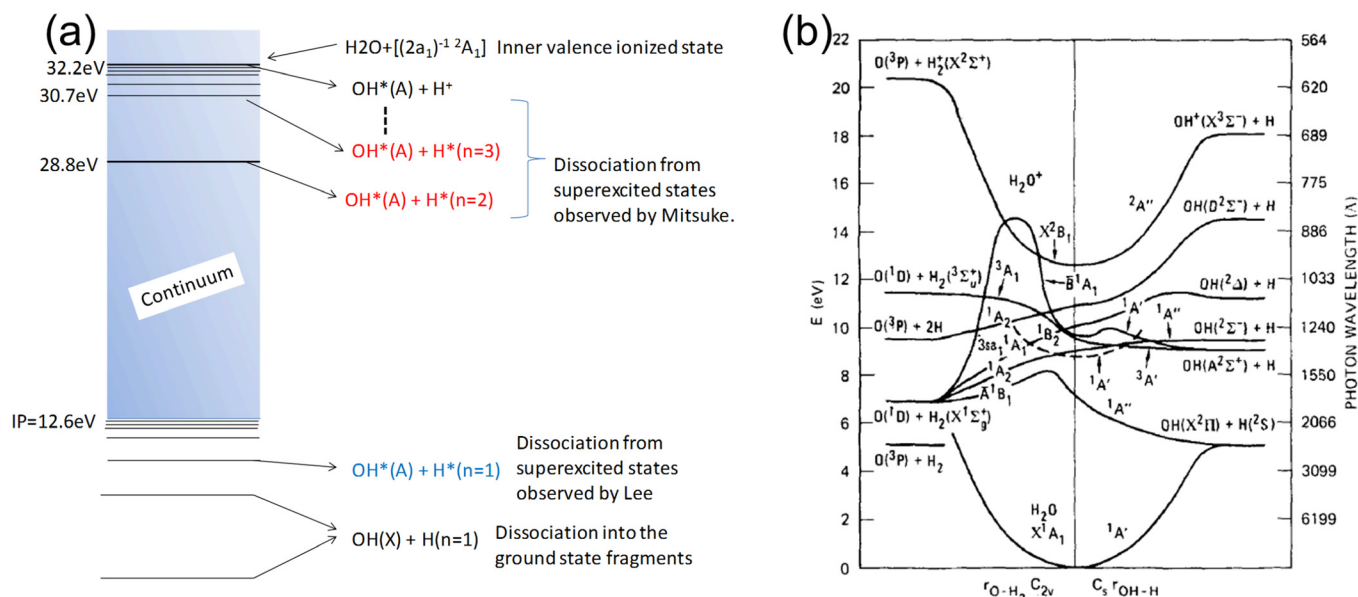 (a)
H2O+[(2a₁)⁻¹ ²A₁] Inner valence ionized state
32.2eV
OH*(A) + H⁺
30.7eV
OH*(A) + H*(n=3)
28.8eV
OH*(A) + H*(n=2)
Dissociation from
superexcited states
observed by Mitsuke.
Continuum
IP=12.6eV
Dissociation from
superexcited states
observed by Lee
OH*(A) + H*(n=1)
OH(X) + H(n=1)
Dissociation into the
ground state fragments
(b)
22
20
18
16
14
12
10
8
6
4
2
0
E (eV)
O(³P) + H₂⁺(X²Σ⁺)
H₂O⁺
X²B₁
²A″
OH⁺(X³Σ⁻) + H
OH(D²Σ⁻) + H
O(¹D) + H₂(³Σᵤ⁺)
³A₁
B̄¹A₁
OH(²Δ) + H
O(³P) + 2H
¹A₂
3sa₁¹A₁
¹B₂
¹A′
¹A″
OH(²Σ⁻) + H
¹A₂
¹A′
³A′
OH(A²Σ⁺) + H
Ā¹B₁
¹A″
O(¹D) + H₂(X¹Σg⁺)
OH(X²Π) + H(²S)
O(³P) + H₂
H₂O
X¹A₁
¹A′
r O-H₂ C₂ᵥ
Cₛ r OH-H
564
620
689
775
886
1033
1240
1550
2066
3099
6199
PHOTON WAVELENGTH (Å)